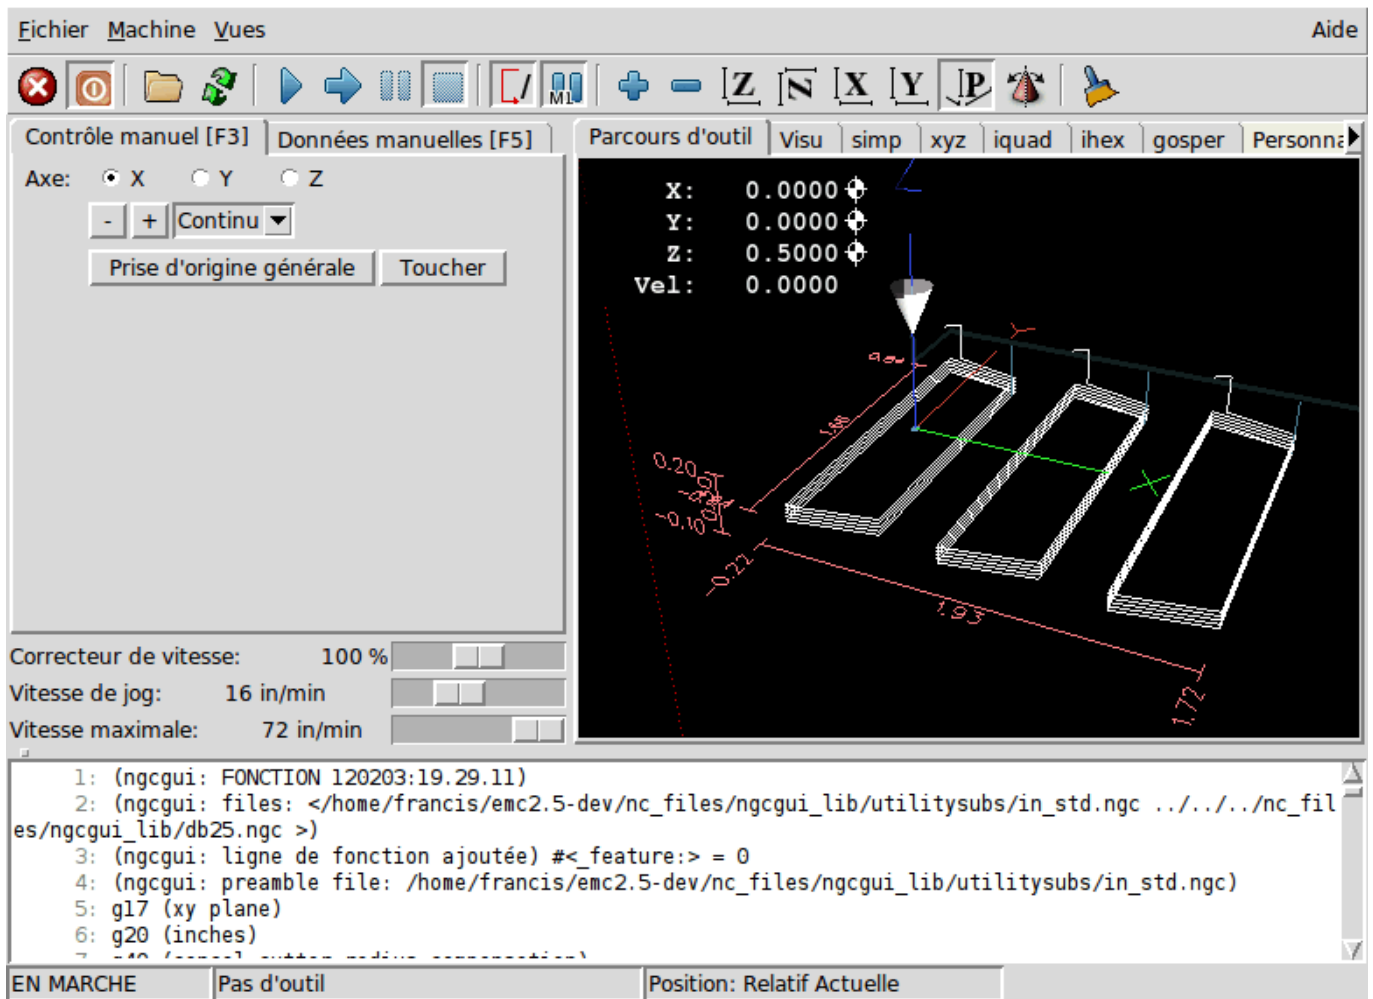 Fichier Machine Vues Aide
M1 Z N X Y P
Contrôle manuel [F3] Données manuelles [F5]
Parcours d'outil Visu simp xyz iquad ihex gosper Personna
Axe: X Y Z
- + Continu
Prise d'origine générale Toucher
X: 0.0000
Y: 0.0000
Z: 0.5000
Vel: 0.0000
Y
X
0.20
-0.10
-0.22
1.93
1.72
Correcteur de vitesse: 100 %
Vitesse de jog: 16 in/min
Vitesse maximale: 72 in/min
1: (ngcgui: FONCTION 120203:19.29.11)
2: (ngcgui: files: </home/francis/emc2.5-dev/nc_files/ngcgui_lib/utilitysubs/in_std.ngc ../../../nc_fil
es/ngcgui_lib/db25.ngc >)
3: (ngcgui: ligne de fonction ajoutée) #<_feature:> = 0
4: (ngcgui: preamble file: /home/francis/emc2.5-dev/nc_files/ngcgui_lib/utilitysubs/in_std.ngc)
5: g17 (xy plane)
6: g20 (inches)
EN MARCHE Pas d'outil Position: Relatif Actuelle